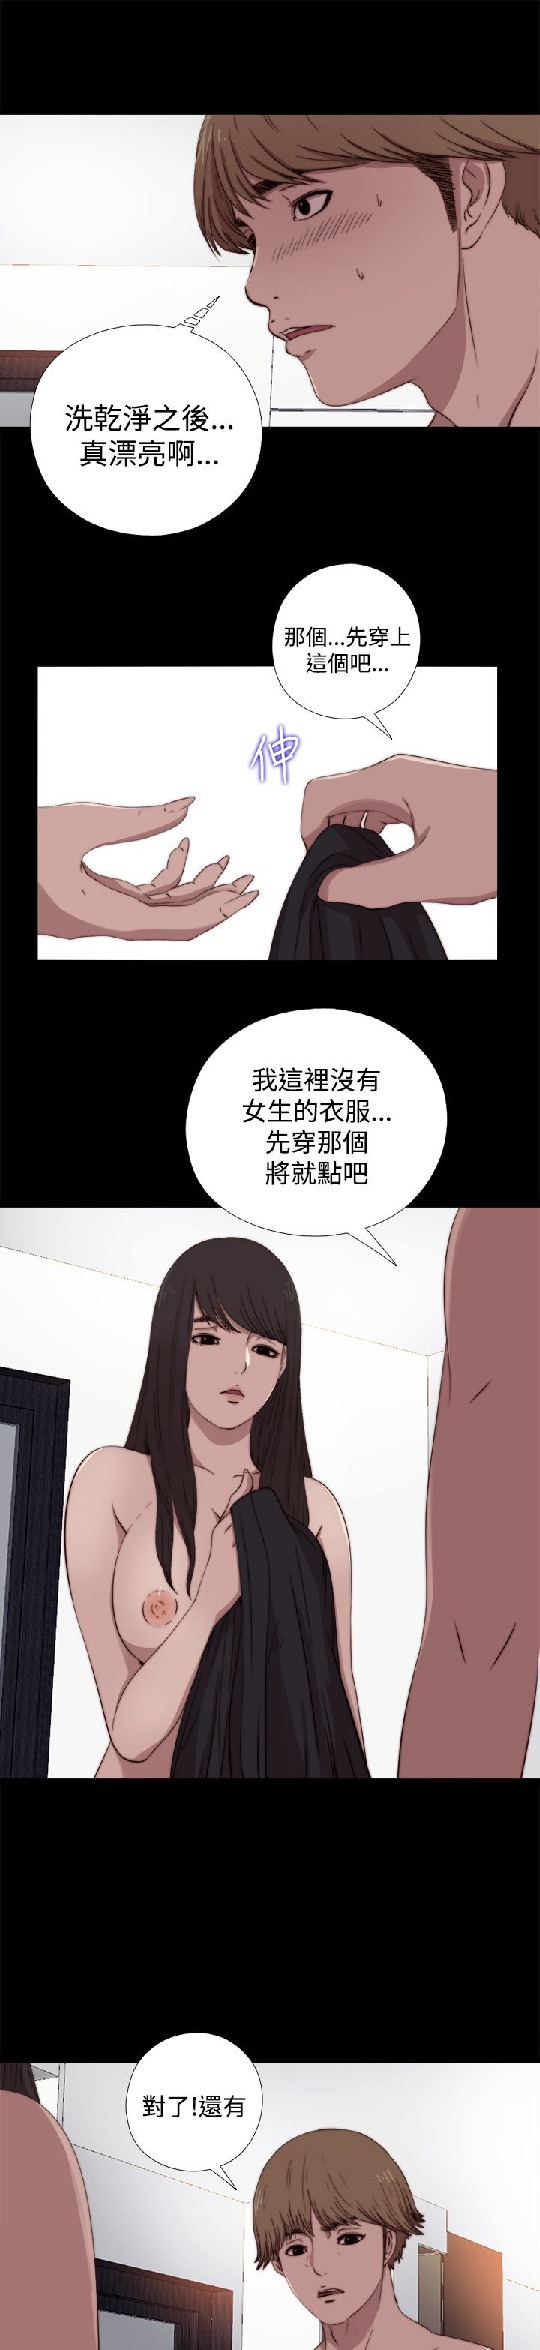 洗乾淨之後...
真漂亮啊...
那個...先穿上
這個吧...
伸
我這裡沒有
女生的衣服...
先穿那個
將就點吧
對了!還有